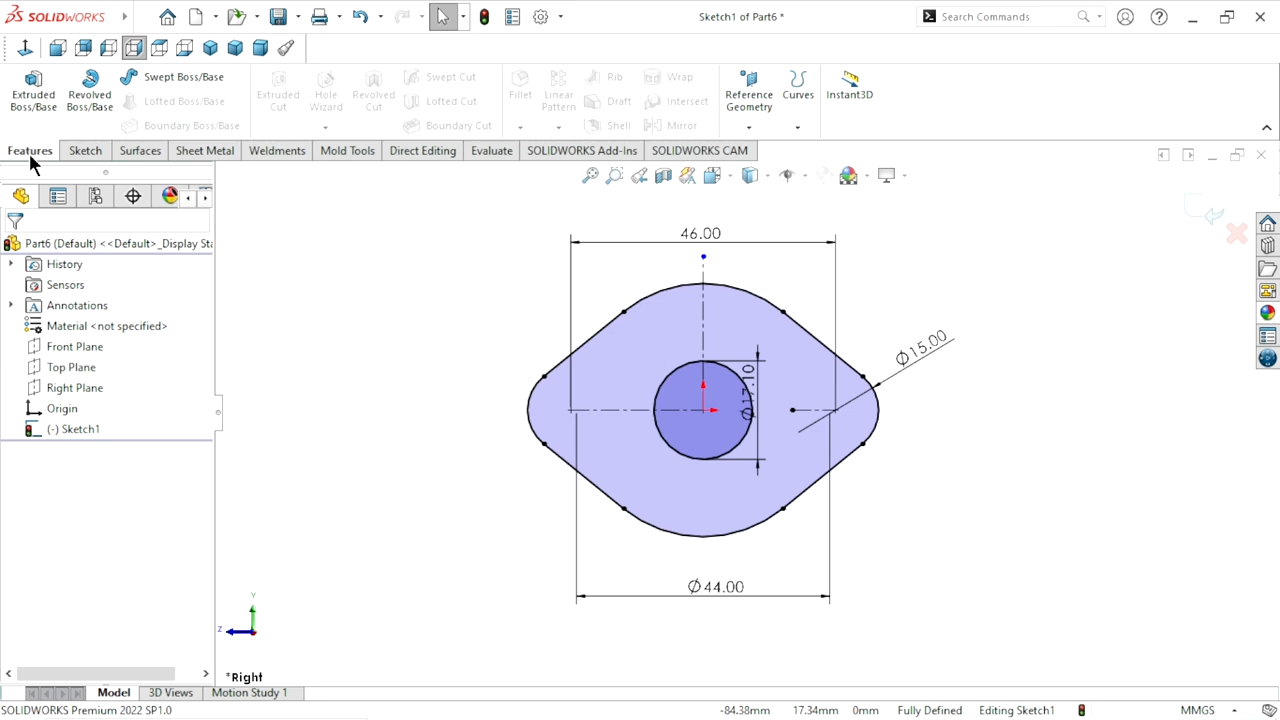 SOLIDWORKS
Sketch1 of Part6 *
Search Commands
Extruded Boss/Base
Revolved Boss/Base
Swept Boss/Base
Lofted Boss/Base
Boundary Boss/Base
Extruded Cut
Hole Wizard
Revolved Cut
Swept Cut
Lofted Cut
Boundary Cut
Fillet
Linear Pattern
Rib
Draft
Shell
Wrap
Intersect
Mirror
Reference Geometry
Curves
Instant3D
Features
Sketch
Surfaces
Sheet Metal
Weldments
Mold Tools
Direct Editing
Evaluate
SOLIDWORKS Add-Ins
SOLIDWORKS CAM
Part6 (Default) <<Default>_Display Sta
History
Sensors
Annotations
Material <not specified>
Front Plane
Top Plane
Right Plane
Origin
(-) Sketch1
46.00
Ø15.00
Ø17.10
Ø44.00
Y
Z
*Right
Model
3D Views
Motion Study 1
SOLIDWORKS Premium 2022 SP1.0
-84.38mm
17.34mm
0mm
Fully Defined
Editing Sketch1
MMGS